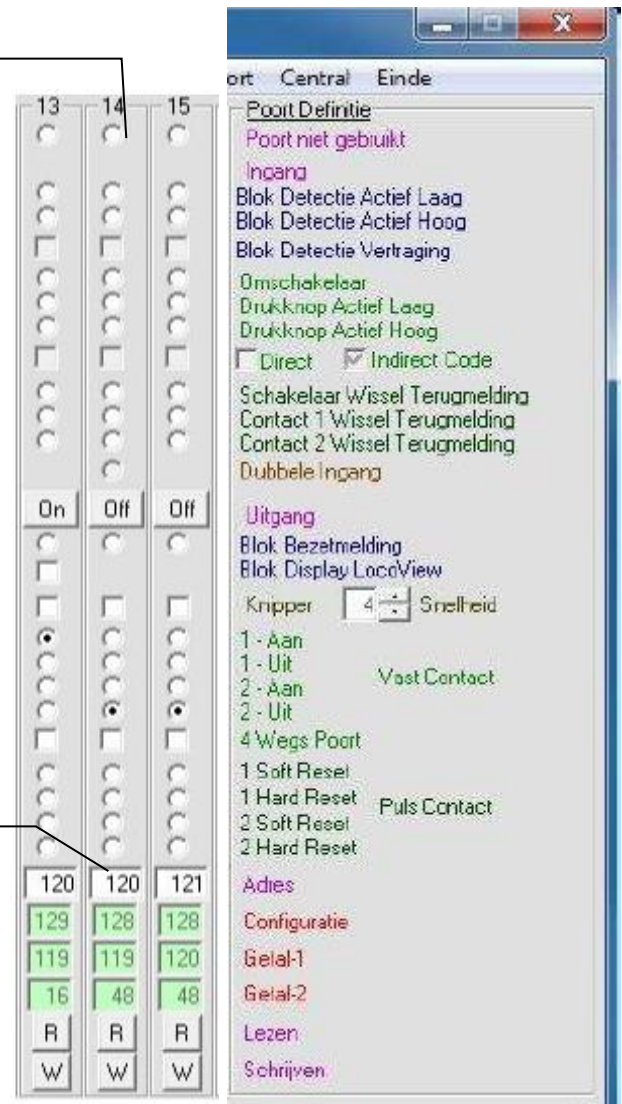 ort Central Einde
13 14 15 Poort Definitie
Poort niet gebruikt
Ingang
Blok Detectie Actief Laag
Blok Detectie Actief Hoog
Blok Detectie Vertraging
Omschakelaar
Drukknop Actief Laag
Drukknop Actief Hoog
Direct Indirect Code
Schakelaar Wissel Terugmelding
Contact 1 Wissel Terugmelding
Contact 2 Wissel Terugmelding
Dubbele Ingang
On Off Off Uitgang
Blok Bezetmelding
Blok Display LocoView
Knipper 4 Snelheid
1 - Aan
1 - Uit
Vast Contact
2 - Aan
2 - Uit
4 Wegs Poort
1 Soft Reset
1 Hard Reset
Puls Contact
2 Soft Reset
2 Hard Reset
120 120 121 Adres
129 128 128 Configuratie
119 119 120 Getal-1
16 48 48 Getal-2
R R R Lezen
W W W Schrijven